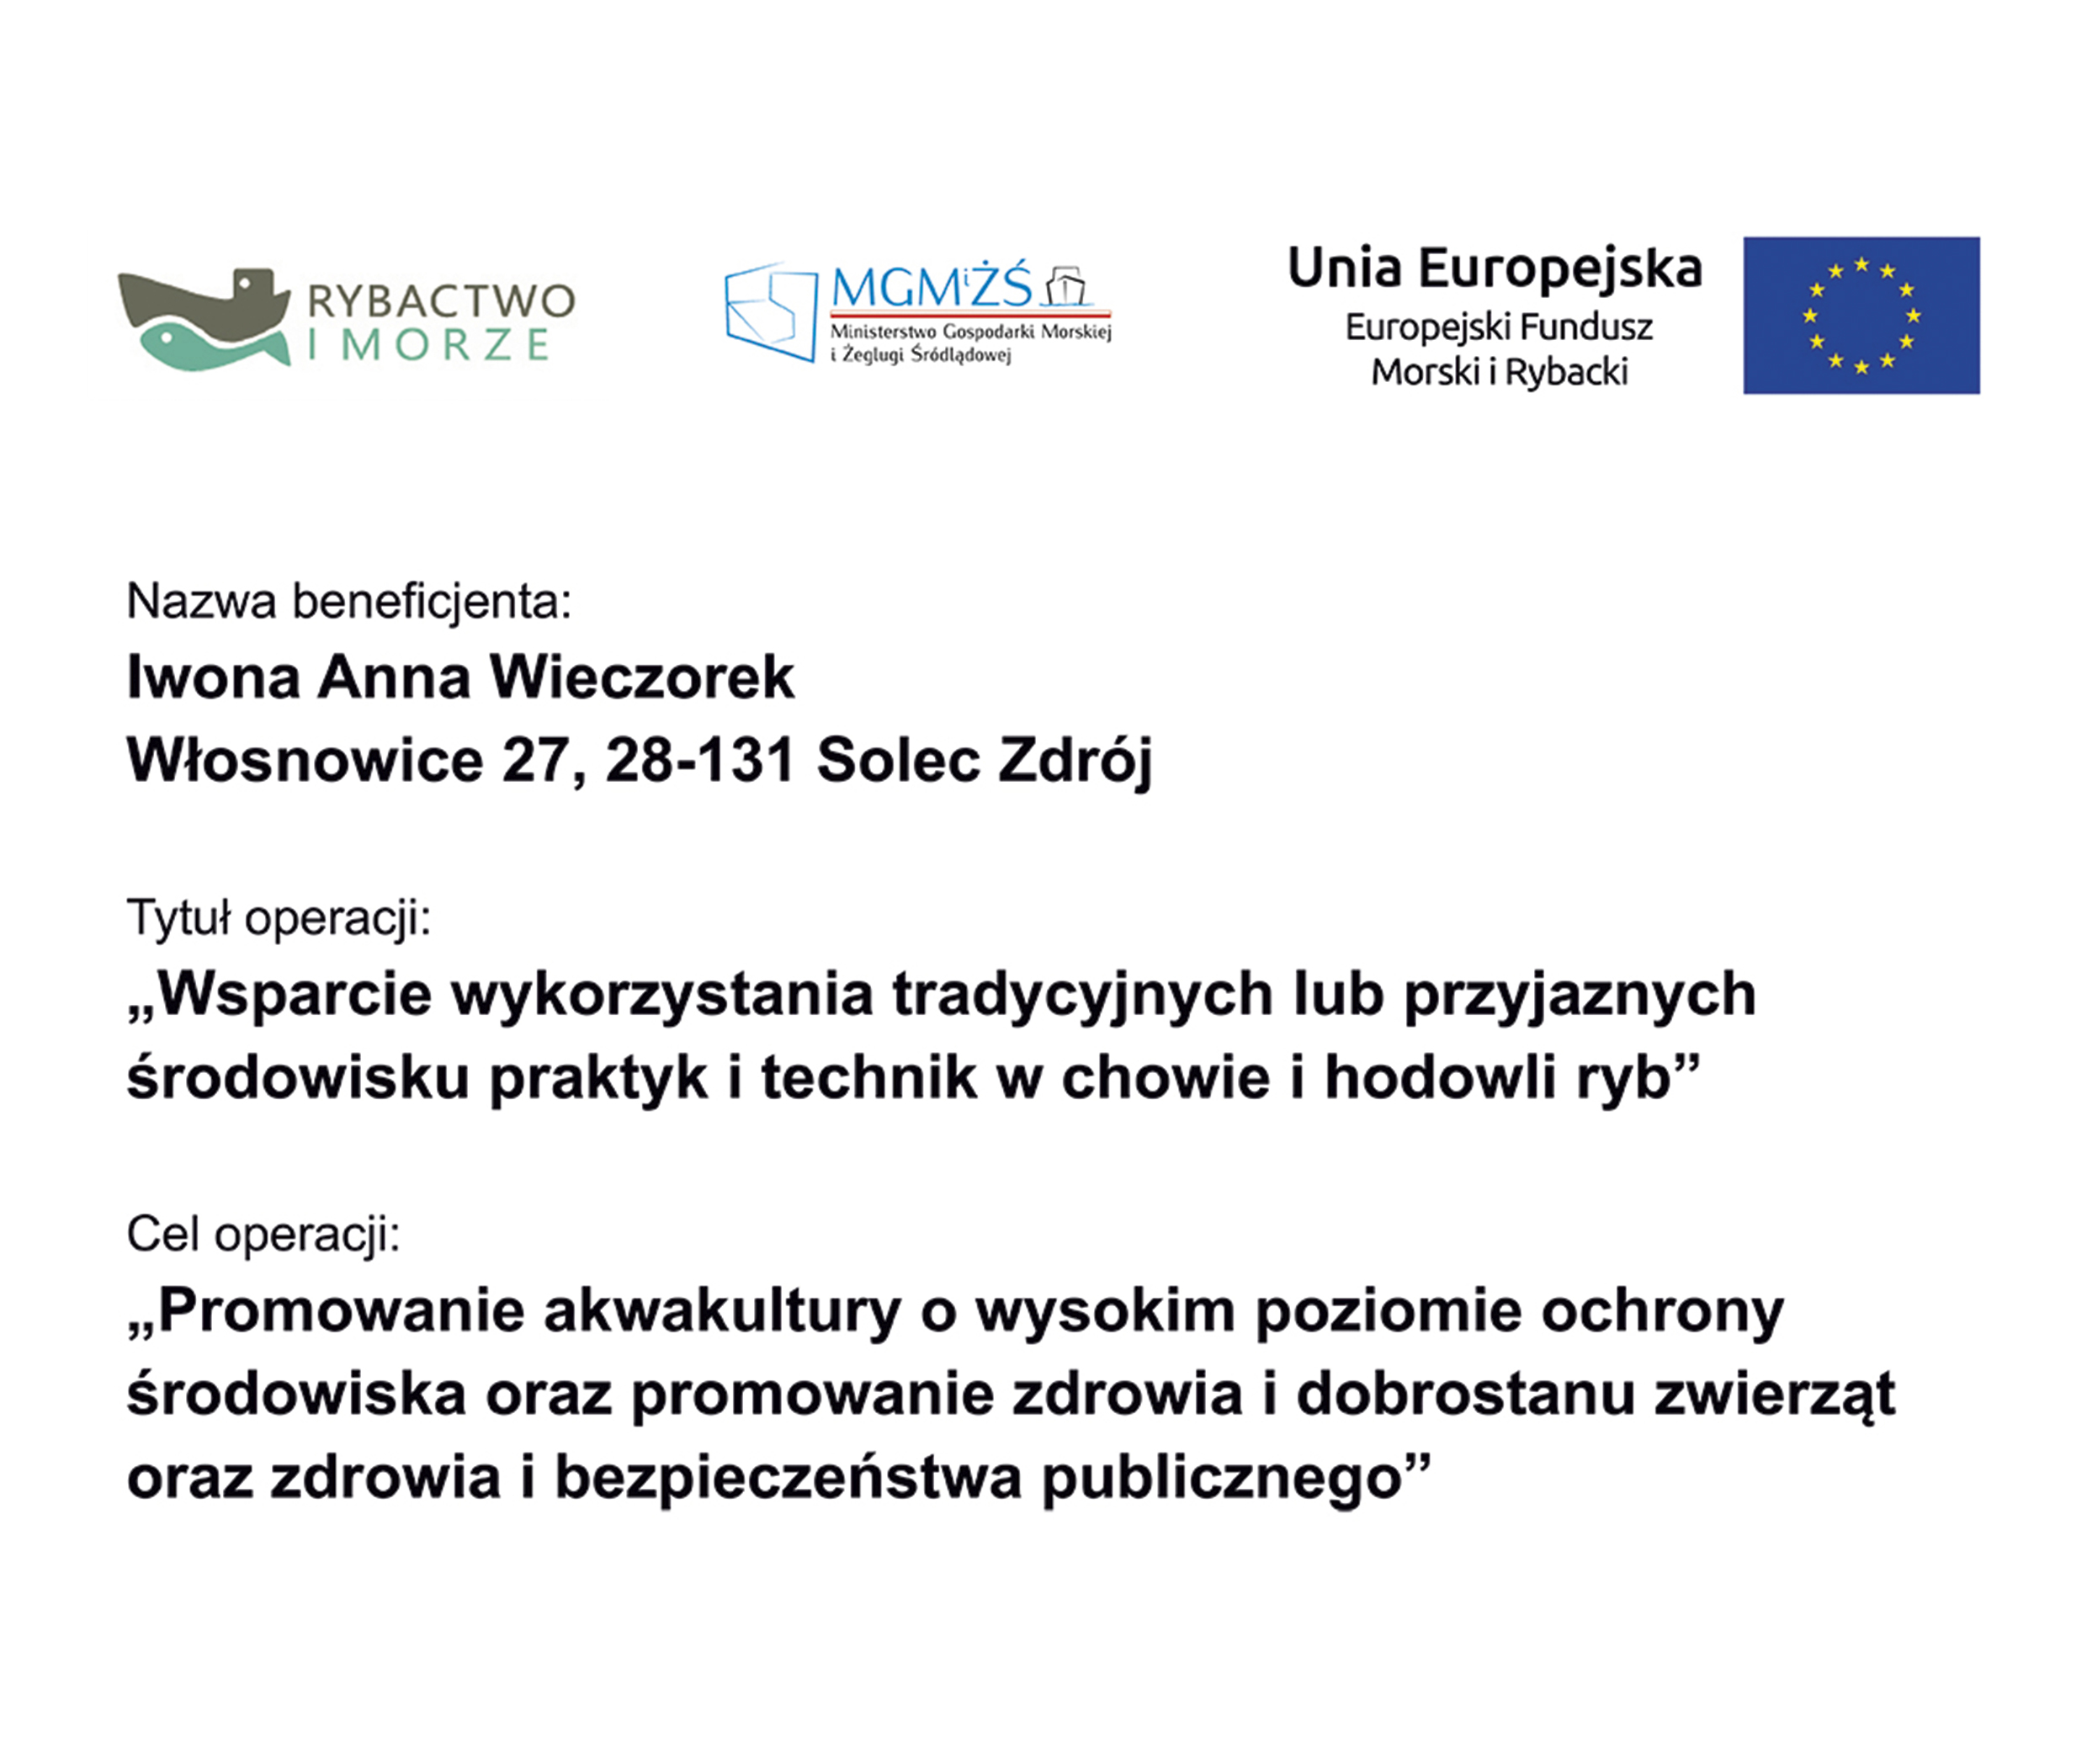 RYBACTWO
I MORZE
MGMiŻŚ
Ministerstwo Gospodarki Morskiej
i Żeglugi Śródlądowej
Unia Europejska
Europejski Fundusz
Morski i Rybacki
Nazwa beneficjenta:
Iwona Anna Wieczorek
Włosnowice 27, 28-131 Solec Zdrój
Tytuł operacji:
„Wsparcie wykorzystania tradycyjnych lub przyjaznych
środowisku praktyk i technik w chowie i hodowli ryb”
Cel operacji:
„Promowanie akwakultury o wysokim poziomie ochrony
środowiska oraz promowanie zdrowia i dobrostanu zwierząt
oraz zdrowia i bezpieczeństwa publicznego”